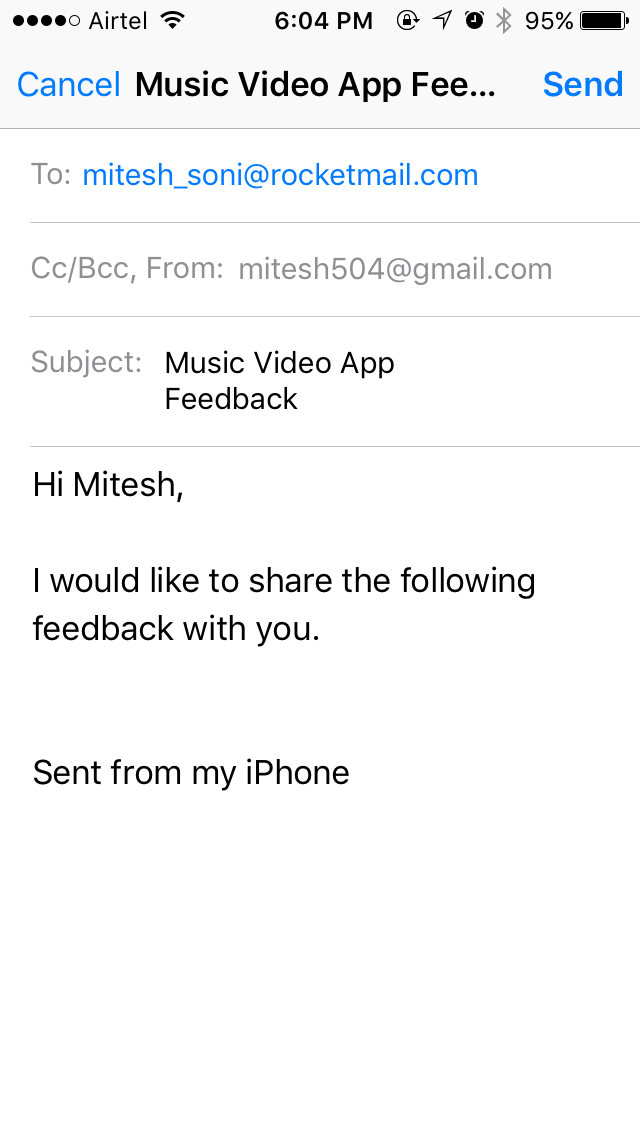 Airtel 6:04 PM 95%
Cancel Music Video App Fee... Send
To: mitesh_soni@rocketmail.com
Cc/Bcc, From: mitesh504@gmail.com
Subject: Music Video App
Feedback
Hi Mitesh,
I would like to share the following
feedback with you.
Sent from my iPhone